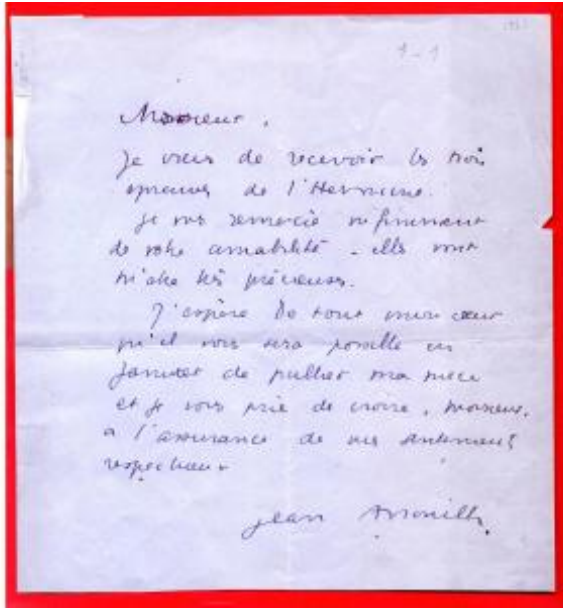 1-1
Monsieur,
Je viens de recevoir les trois
épreuves de l'Hermine.
Je vous remercie infiniment
de votre amabilité - elles vont
m'être très précieuses.
J'espère de tout mon cœur
qu'il vous sera possible en
Janvier de publier ma pièce
et je vous prie de croire, monsieur,
à l'assurance de mes sentiments
respectueux
Jean Anouilh.